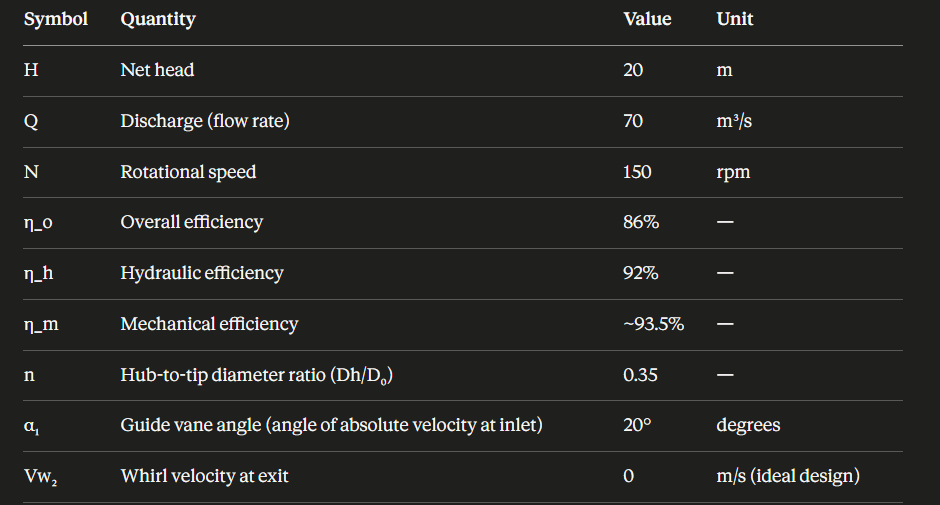 Symbol Quantity Value Unit
H Net head 20 m
Q Discharge (flow rate) 70 m³/s
N Rotational speed 150 rpm
η_o Overall efficiency 86% —
η_h Hydraulic efficiency 92% —
η_m Mechanical efficiency ~93.5% —
n Hub-to-tip diameter ratio (Dh/D₀) 0.35 —
α₁ Guide vane angle (angle of absolute velocity at inlet) 20° degrees
Vw₂ Whirl velocity at exit 0 m/s (ideal design)